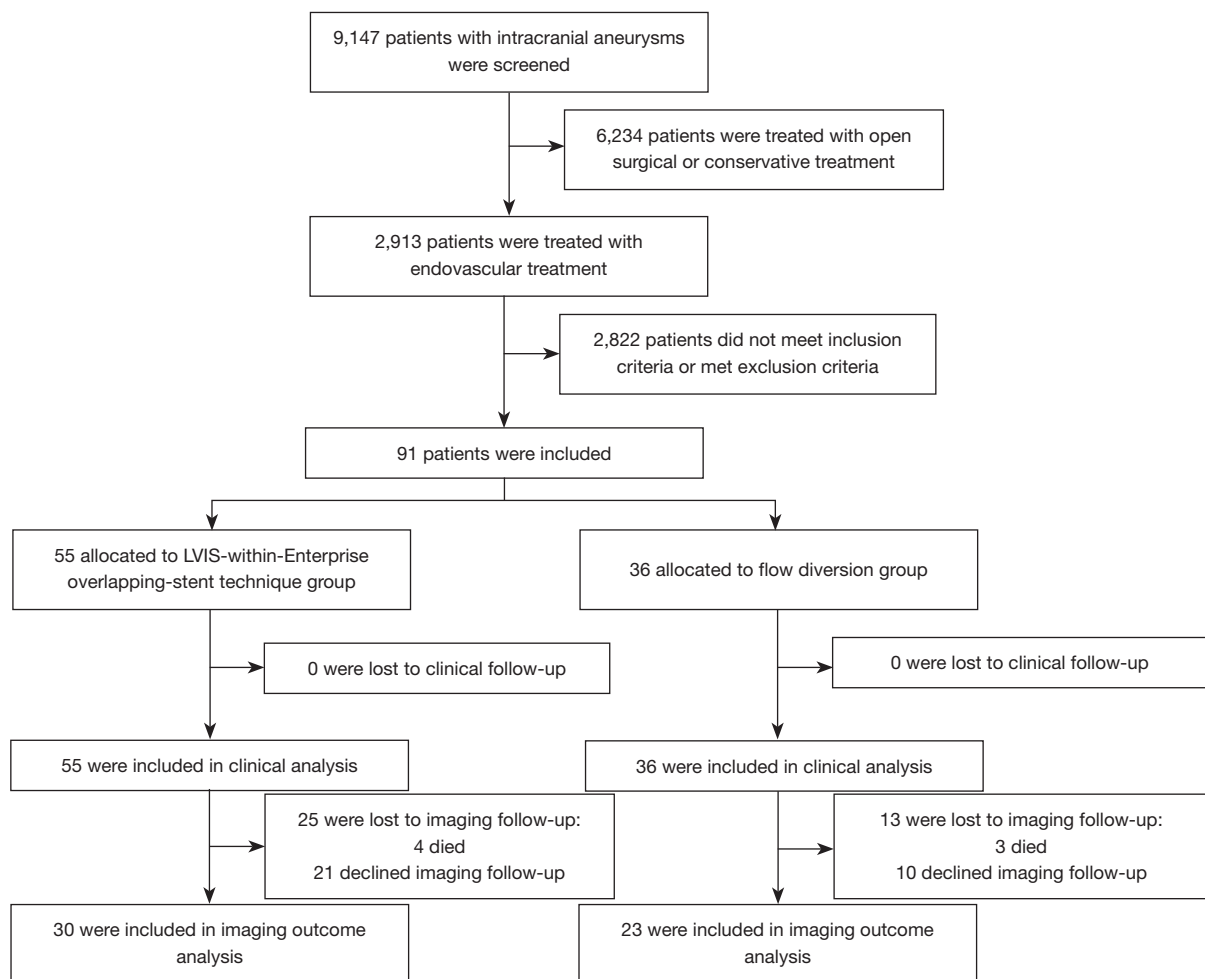 9,147 patients with intracranial aneurysms
were screened
6,234 patients were treated with open
surgical or conservative treatment
2,913 patients were treated with
endovascular treatment
2,822 patients did not meet inclusion
criteria or met exclusion criteria
91 patients were included
55 allocated to LVIS-within-Enterprise
overlapping-stent technique group
36 allocated to flow diversion group
0 were lost to clinical follow-up
0 were lost to clinical follow-up
55 were included in clinical analysis
36 were included in clinical analysis
25 were lost to imaging follow-up:
4 died
21 declined imaging follow-up
13 were lost to imaging follow-up:
3 died
10 declined imaging follow-up
30 were included in imaging outcome
analysis
23 were included in imaging outcome
analysis